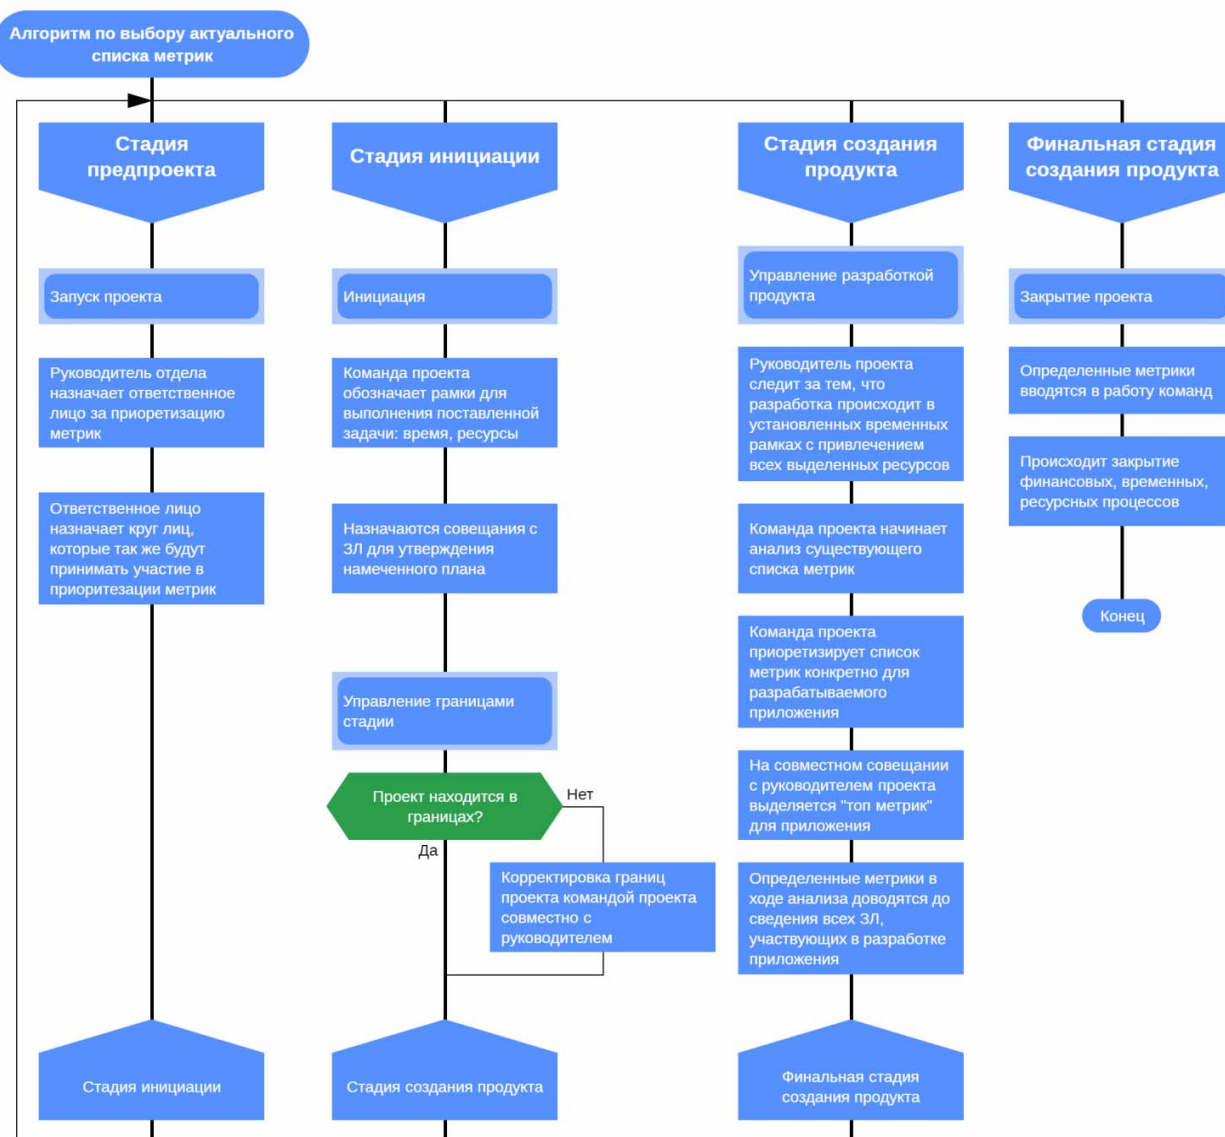 Алгоритм по выбору актуального
списка метрик
Стадия
предпроекта
Запуск проекта
Руководитель отдела
назначает ответственное
лицо за приоретизацию
метрик
Ответственное лицо
назначает круг лиц,
которые так же будут
принимать участие в
приоритезации метрик
Стадия инициации
Стадия инициации
Инициация
Команда проекта
обозначает рамки для
выполнения поставленной
задачи: время, ресурсы
Назначаются совещания с
ЗЛ для утверждения
намеченного плана
Управление границами
стадии
Проект находится в
границах?
Нет
Да
Корректировка границ
проекта командой проекта
совместно с
руководителем
Стадия создания продукта
Стадия создания
продукта
Управление разработкой
продукта
Руководитель проекта
следит за тем, что
разработка происходит в
установленных временных
рамках с привлечением
всех выделенных ресурсов
Команда проекта начинает
анализ существующего
списка метрик
Команда проекта
приоретизирует список
метрик конкретно для
разрабатываемого
приложения
На совместном совещании
с руководителем проекта
выделяется "топ метрик"
для приложения
Определенные метрики в
ходе анализа доводятся до
сведения всех ЗЛ,
участвующих в разработке
приложения
Финальная стадия
создания продукта
Финальная стадия
создания продукта
Закрытие проекта
Определенные метрики
вводятся в работу команд
Происходит закрытие
финансовых, временных,
ресурсных процессов
Конец